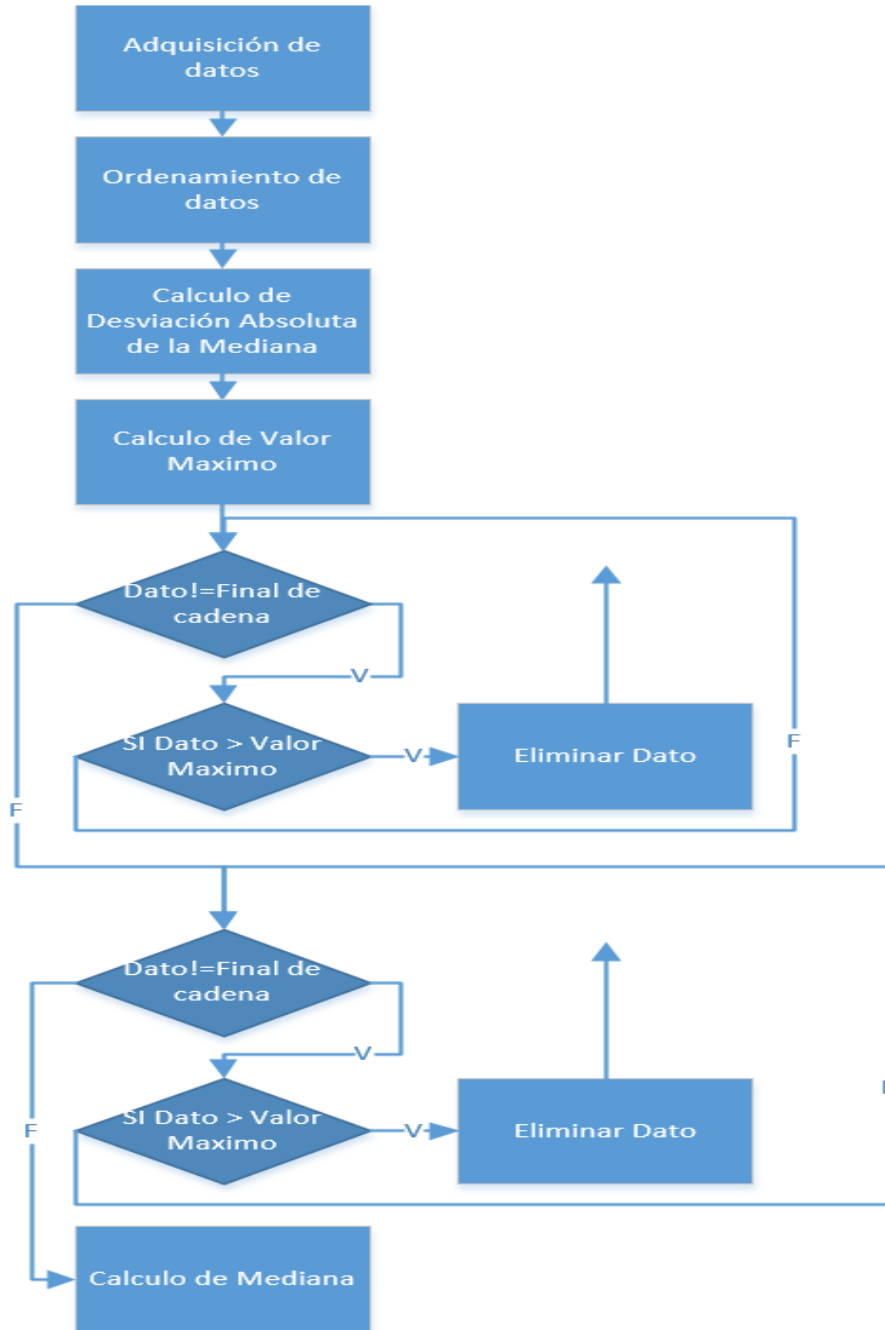 Adquisición de
datos
Ordenamiento de
datos
Calculo de
Desviación Absoluta
de la Mediana
Calculo de Valor
Maximo
Dato!=Final de
cadena
V
SI Dato > Valor
Maximo
V
Eliminar Dato
F
F
Dato!=Final de
cadena
V
SI Dato > Valor
Maximo
V
Eliminar Dato
F
Calculo de Mediana